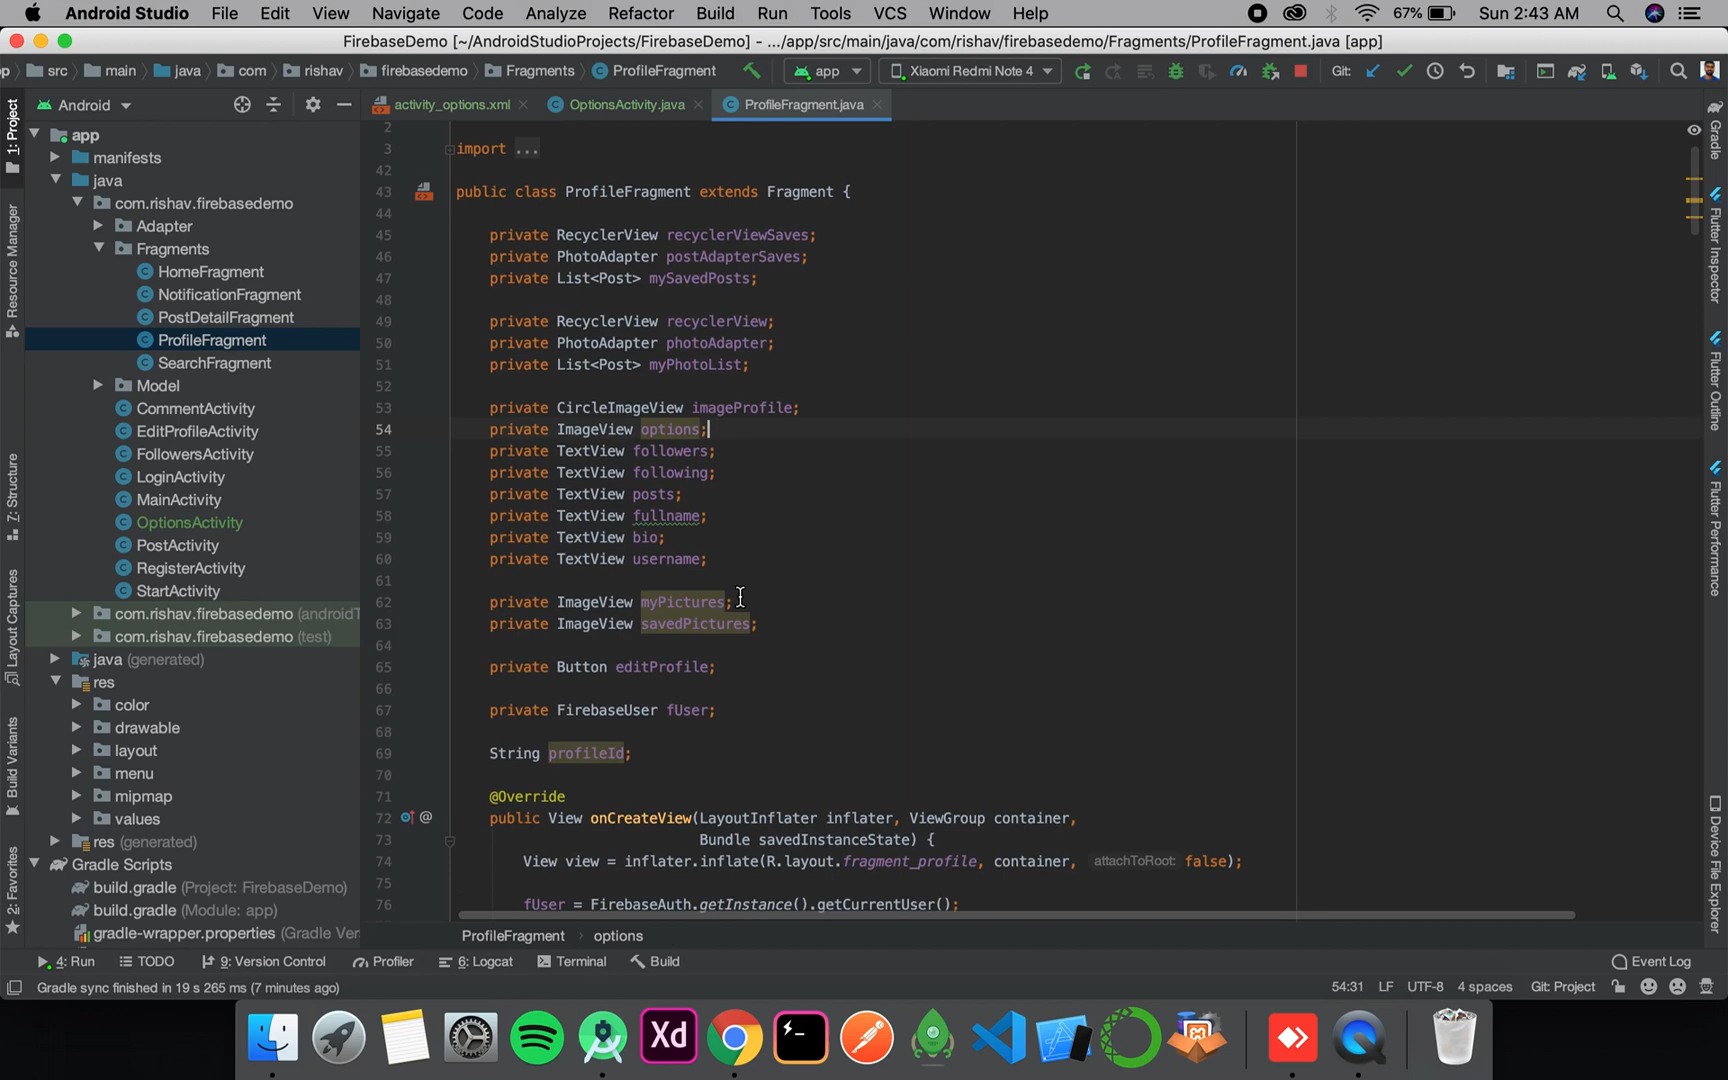 Android Studio File Edit View Navigate Code Analyze Refactor Build Run Tools VCS Window Help 67% Sun 2:43 AM
FirebaseDemo [~/AndroidStudioProjects/FirebaseDemo] - .../app/src/main/java/com/rishav/firebasedemo/Fragments/ProfileFragment.java [app]
p src main java com rishav firebasedemo Fragments ProfileFragment app Xiaomi Redmi Note 4 Git:
Android activity_options.xml OptionsActivity.java ProfileFragment.java
1: Project
Resource Manager
7: Structure
Layout Captures
Build Variants
2: Favorites
app
manifests
java
com.rishav.firebasedemo
Adapter
Fragments
HomeFragment
NotificationFragment
PostDetailFragment
ProfileFragment
SearchFragment
Model
CommentActivity
EditProfileActivity
FollowersActivity
LoginActivity
MainActivity
OptionsActivity
PostActivity
RegisterActivity
StartActivity
com.rishav.firebasedemo (androidT
com.rishav.firebasedemo (test)
java (generated)
res
color
drawable
layout
menu
mipmap
values
res (generated)
Gradle Scripts
build.gradle (Project: FirebaseDemo)
build.gradle (Module: app)
gradle-wrapper.properties (Gradle Ver
2
3 import ...
42
43 public class ProfileFragment extends Fragment {
44
45 private RecyclerView recyclerViewSaves;
46 private PhotoAdapter postAdapterSaves;
47 private List<Post> mySavedPosts;
48
49 private RecyclerView recyclerView;
50 private PhotoAdapter photoAdapter;
51 private List<Post> myPhotoList;
52
53 private CircleImageView imageProfile;
54 private ImageView options;
55 private TextView followers;
56 private TextView following;
57 private TextView posts;
58 private TextView fullname;
59 private TextView bio;
60 private TextView username;
61
62 private ImageView myPictures;
63 private ImageView savedPictures;
64
65 private Button editProfile;
66
67 private FirebaseUser fUser;
68
69 String profileId;
70
71 @Override
72 @ public View onCreateView(LayoutInflater inflater, ViewGroup container,
73 Bundle savedInstanceState) {
74 View view = inflater.inflate(R.layout.fragment_profile, container, attachToRoot: false);
75
76 fUser = FirebaseAuth.getInstance().getCurrentUser();
Gradle
Flutter Inspector
Flutter Outline
Flutter Performance
Device File Explorer
ProfileFragment › options
4: Run TODO 9: Version Control Profiler 6: Logcat Terminal Build Event Log
Gradle sync finished in 19 s 265 ms (7 minutes ago) 54:31 LF UTF-8 4 spaces Git: Project
Xd